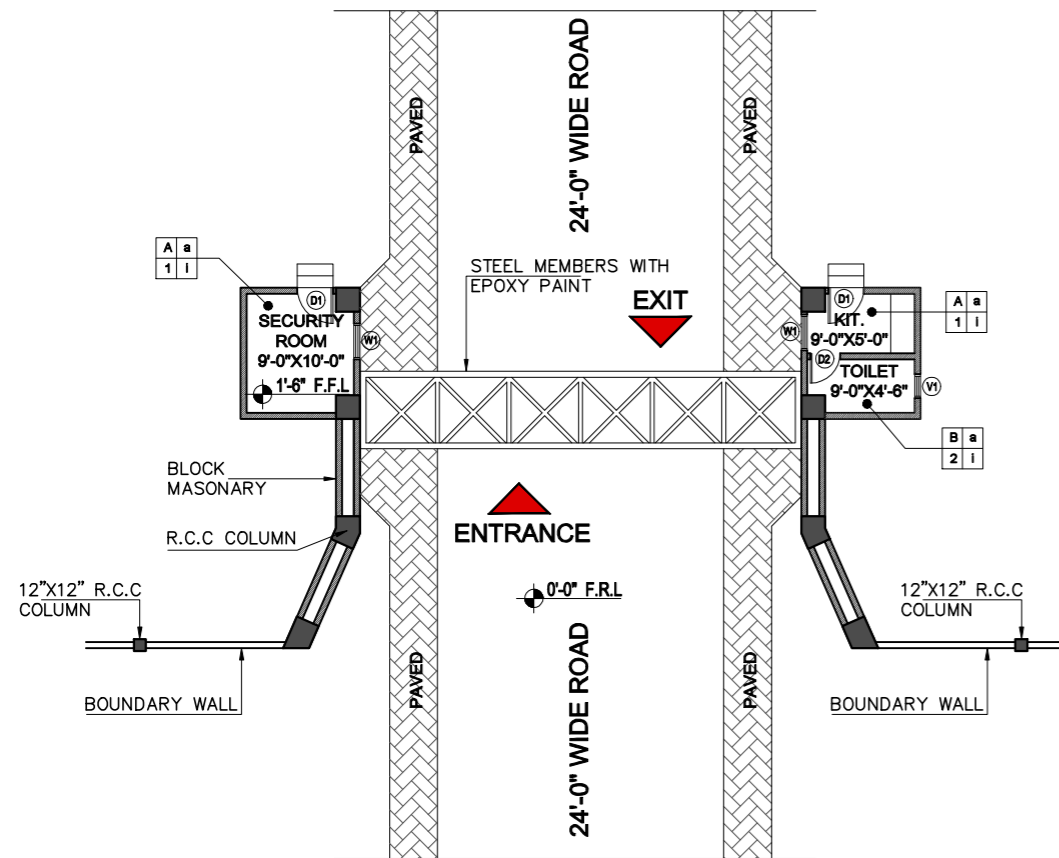 24'-0" WIDE ROAD
PAVED
PAVED
A a
1 i
STEEL MEMBERS WITH
EPOXY PAINT
EXIT
D1
SECURITY
ROOM
9'-0"X10'-0"
W1
1'-6" F.F.L
W1
D1
KIT.
9'-0"X5'-0"
A a
1 i
D2
TOILET
9'-0"X4'-6"
V1
B a
2 i
BLOCK
MASONARY
R.C.C COLUMN
ENTRANCE
0'-0" F.R.L
12"X12" R.C.C
COLUMN
12"X12" R.C.C
COLUMN
BOUNDARY WALL
BOUNDARY WALL
PAVED
PAVED
24'-0" WIDE ROAD